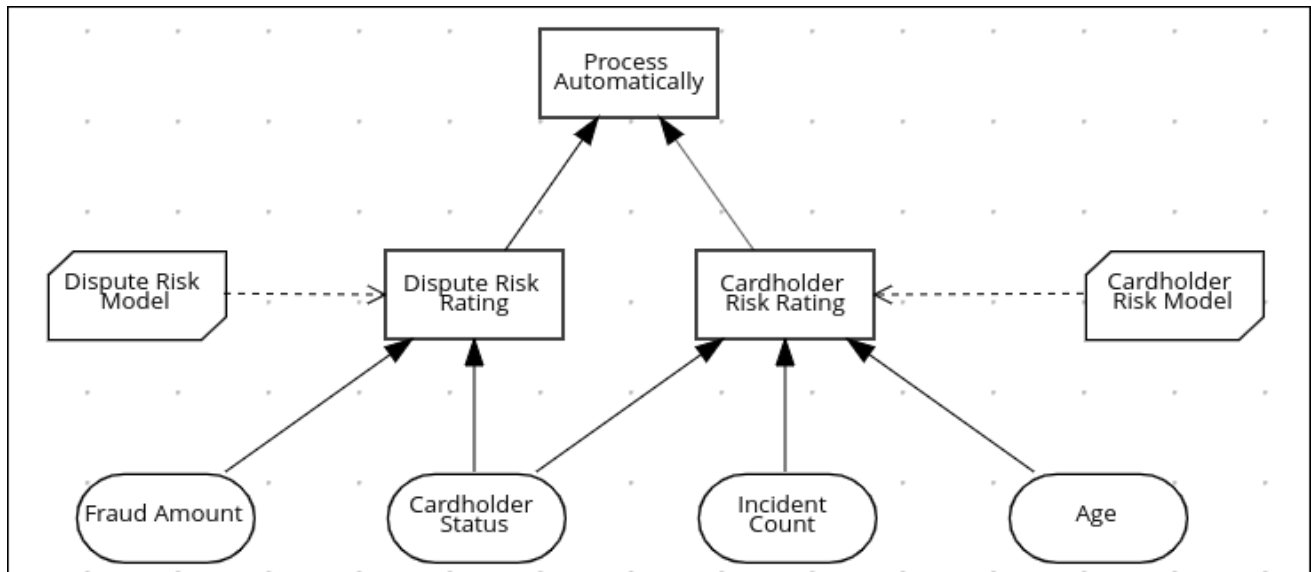 Process
Automatically
Dispute Risk
Model
Dispute Risk
Rating
Cardholder
Risk Rating
Cardholder
Risk Model
Fraud Amount
Cardholder
Status
Incident
Count
Age